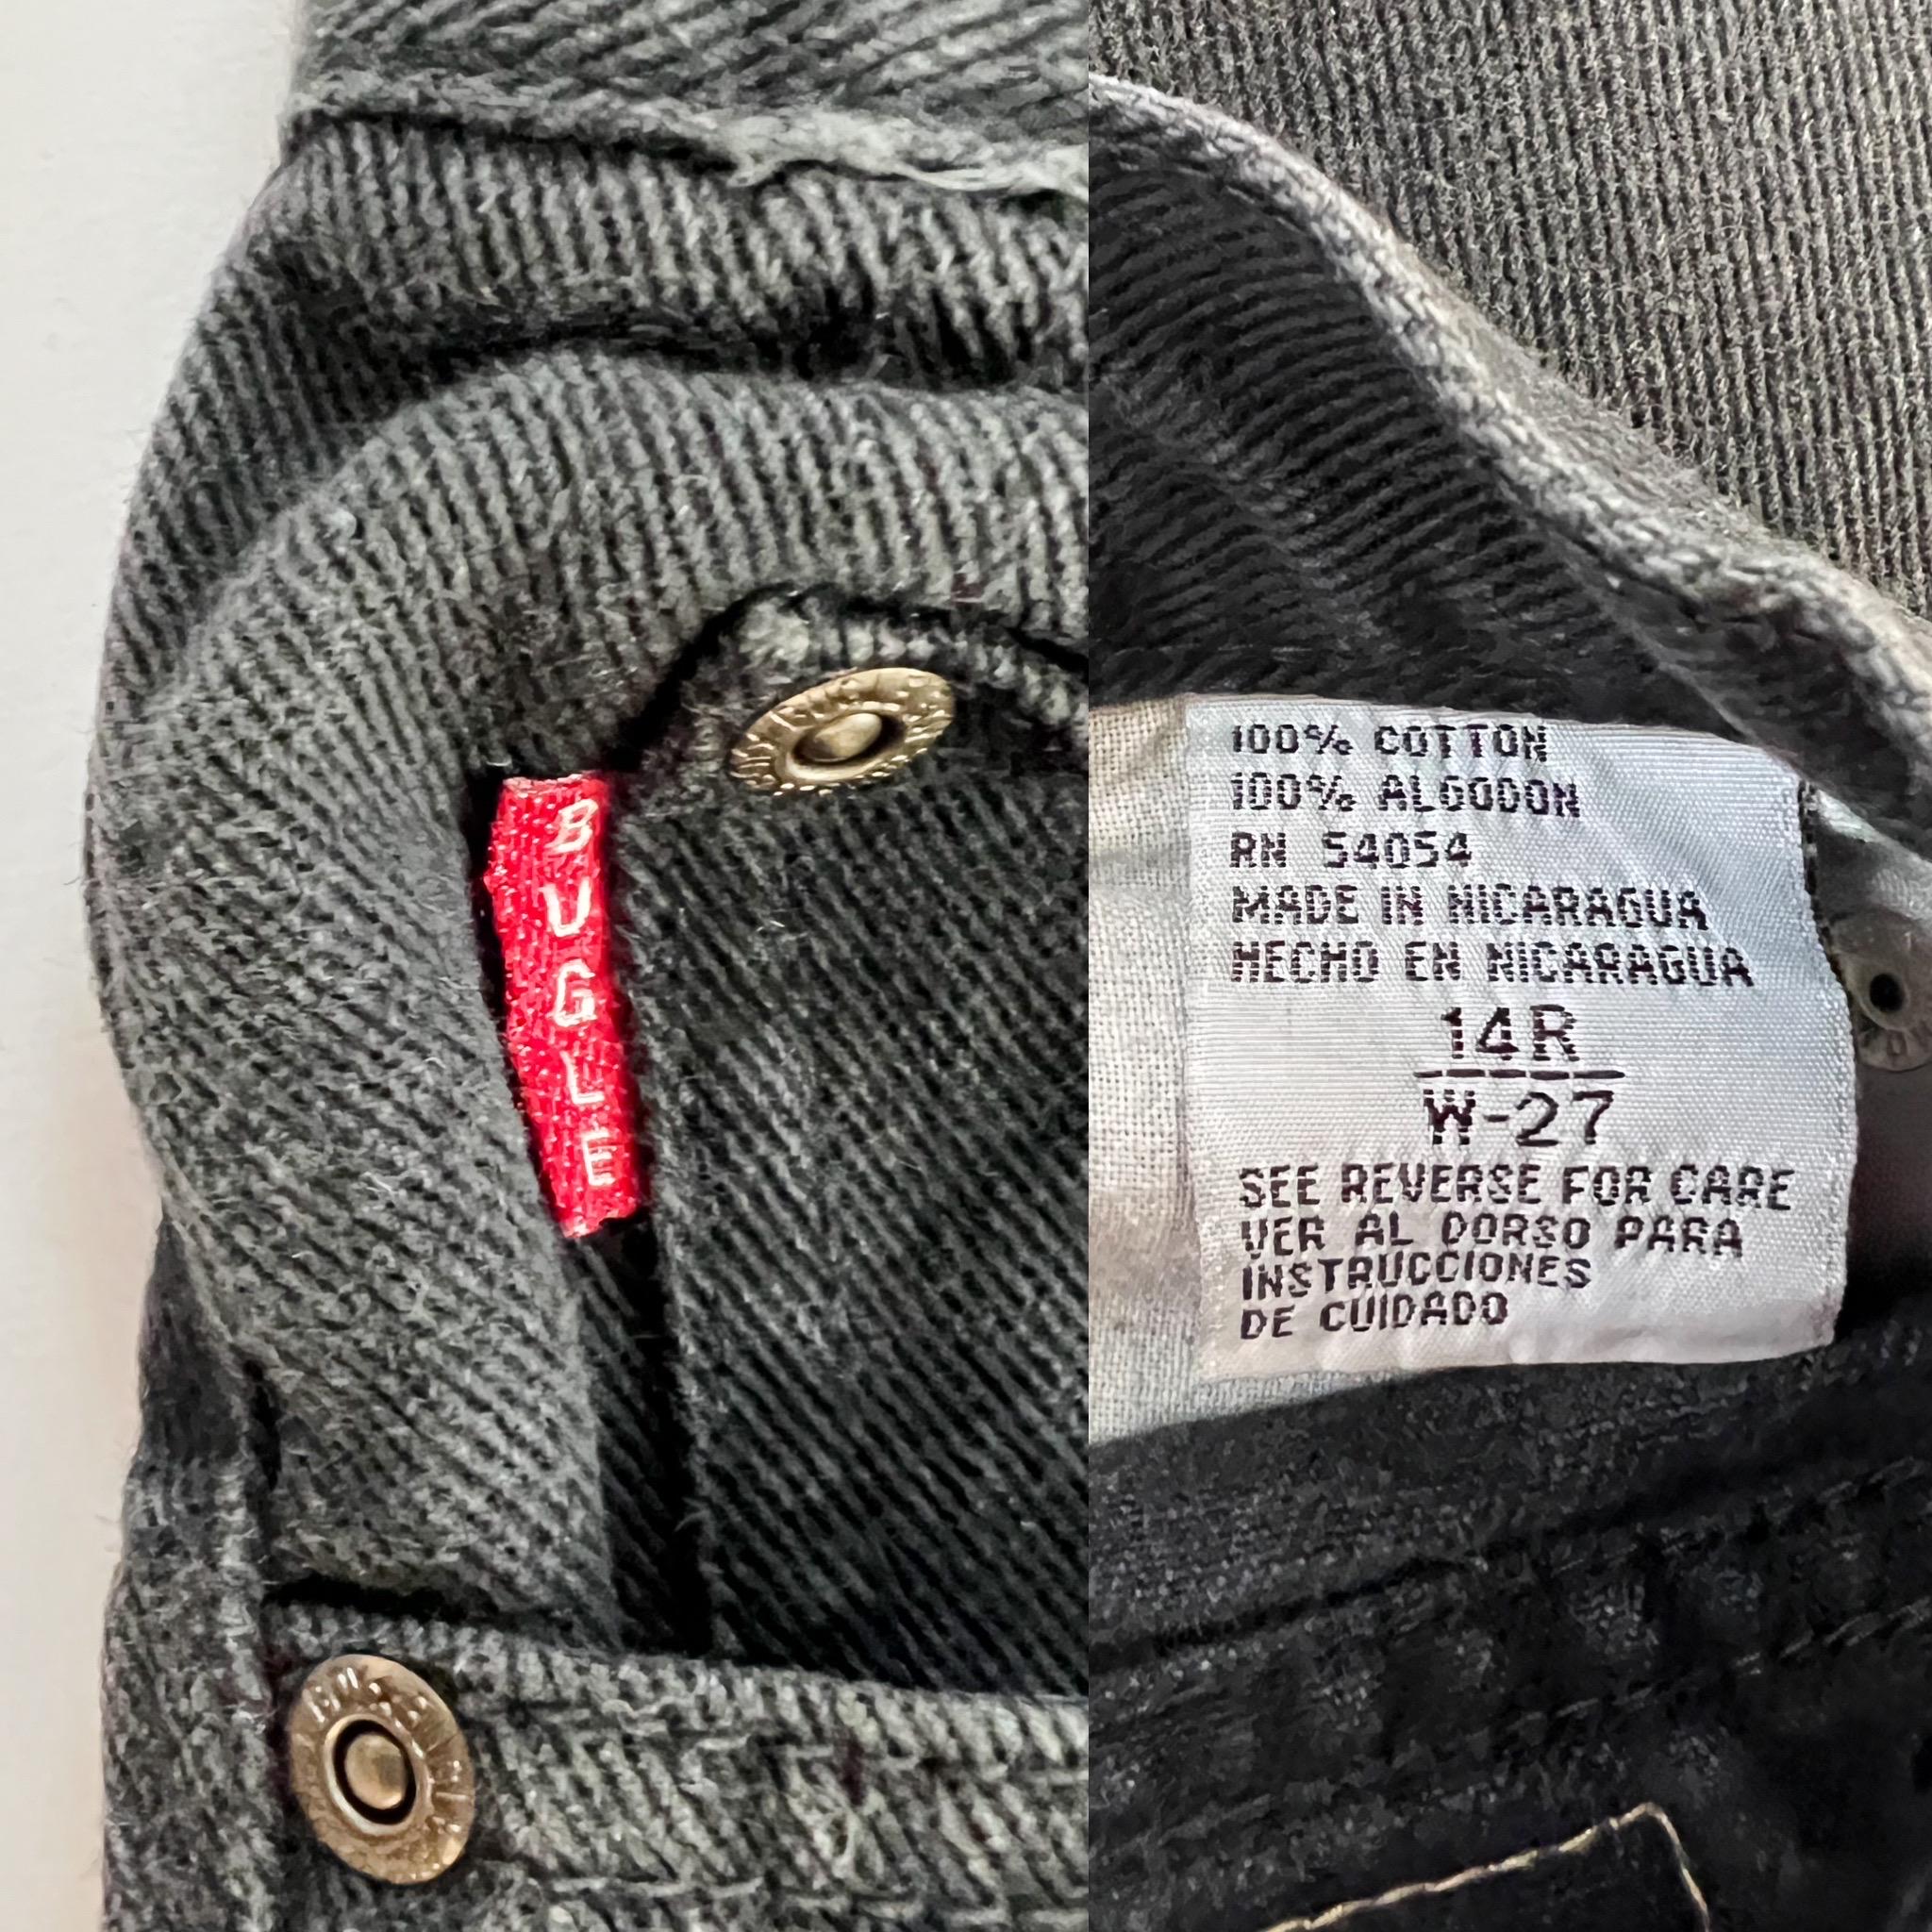 BUGLE
100% COTTON
100% ALGODON
RN 54054
MADE IN NICARAGUA
HECHO EN NICARAGUA
14R
W-27
SEE REVERSE FOR CARE
VER AL DORSO PARA
INSTRUCCIONES
DE CUIDADO